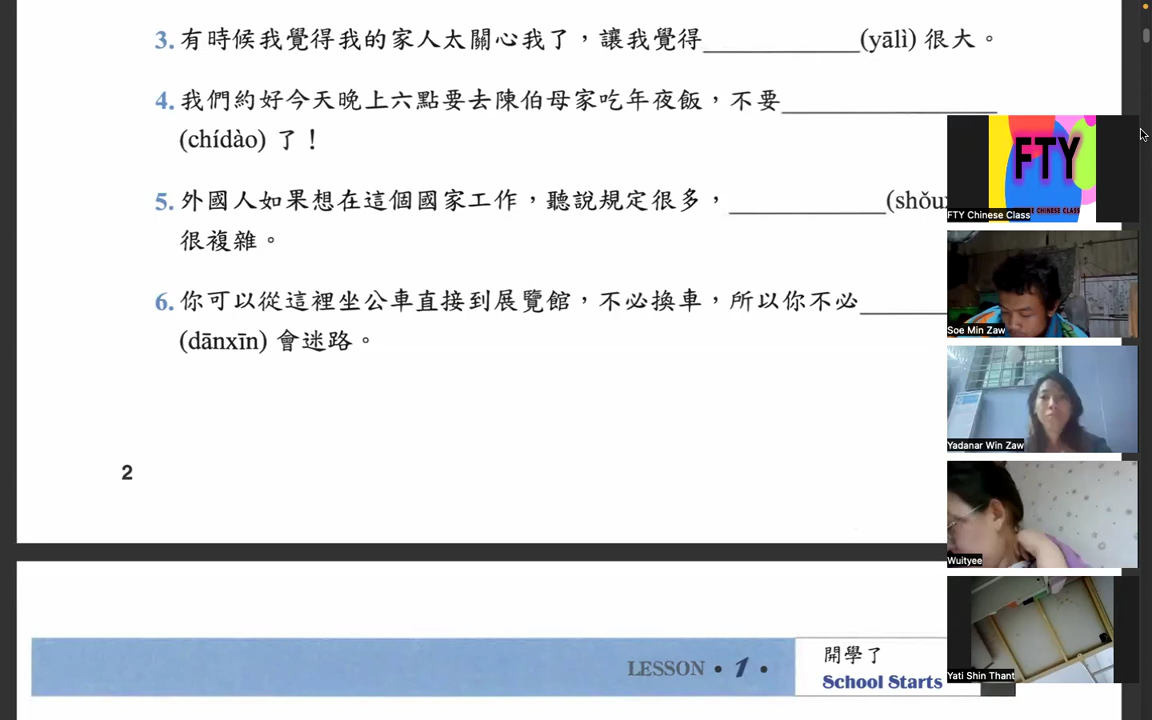 3. 有時候我覺得我的家人太關心我了，讓我覺得____________(yālì) 很大。
4. 我們約好今天晚上六點要去陳伯母家吃年夜飯，不要________________
(chídào) 了！
5. 外國人如果想在這個國家工作，聽說規定很多，____________(shǒu
很複雜。
6. 你可以從這裡坐公車直接到展覽館，不必換車，所以你不必______
(dānxīn) 會迷路。
2
LESSON • 1 •
開學了
School Starts
FTY
CHINESE CLASS
FTY Chinese Class
Soe Min Zaw
Yadanar Win Zaw
Wuityee
Yati Shin Thant